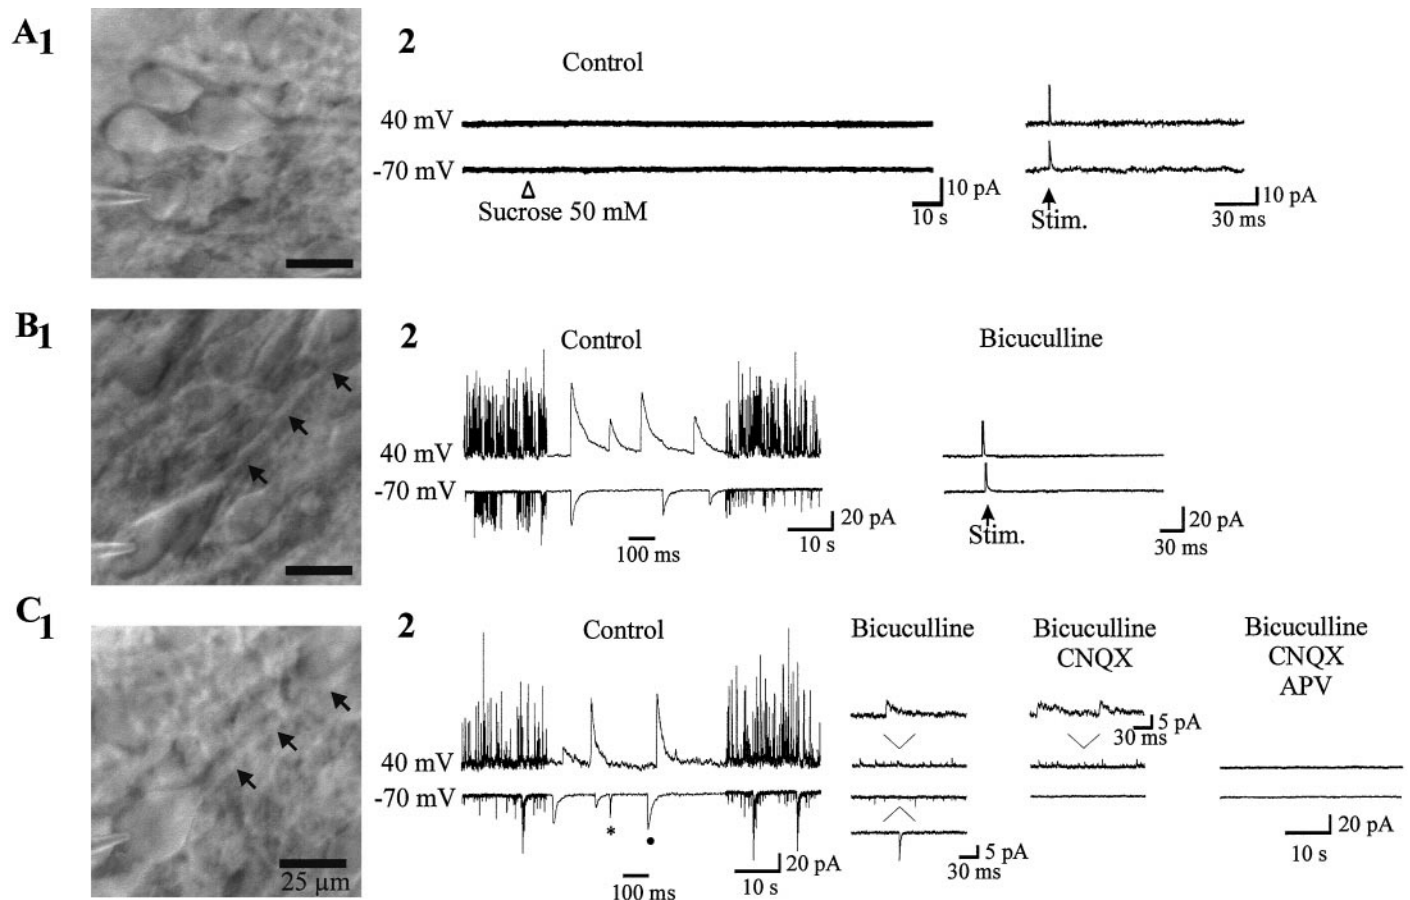 A1
2
Control
40 mV
-70 mV
Sucrose 50 mM
10 pA
10 s
Stim.
10 pA
30 ms
B1
2
Control
Bicuculline
40 mV
-70 mV
100 ms
20 pA
10 s
Stim.
20 pA
30 ms
C1
2
Control
Bicuculline
Bicuculline
CNQX
Bicuculline
CNQX
APV
5 pA
30 ms
40 mV
-70 mV
*
•
20 pA
100 ms
10 s
5 pA
30 ms
20 pA
10 s
25 µm